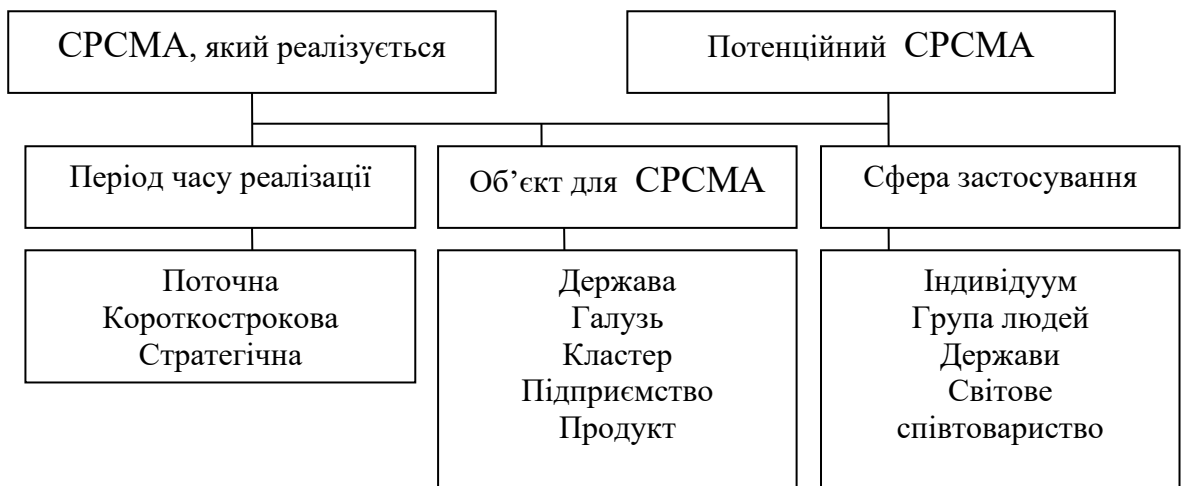 СРСМА, який реалізується
Потенційний СРСМА
Період часу реалізації
Об’єкт для СРСМА
Сфера застосування
Поточна
Короткострокова
Стратегічна
Держава
Галузь
Кластер
Підприємство
Продукт
Індивідуум
Група людей
Держави
Світове
співтовариство